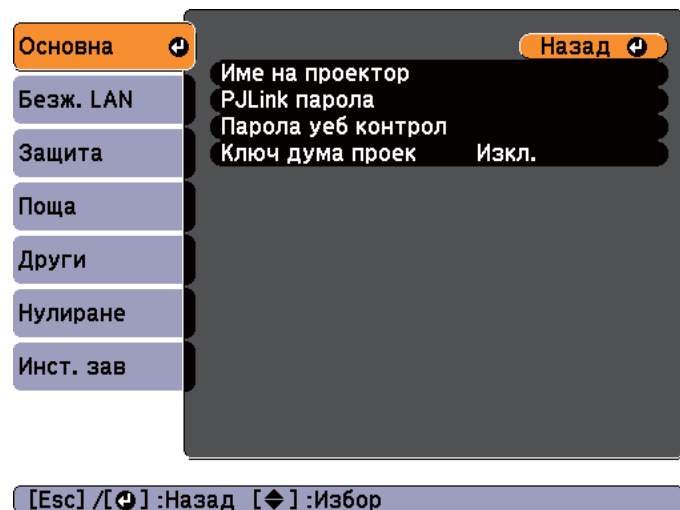 Основна
Безж. LAN
Защита
Поща
Други
Нулиране
Инст. зав
Назад
Име на проектор
PJLink парола
Парола уеб контрол
Ключ дума проек Изкл.
[Esc] /[⏎] :Назад [◆] :Избор